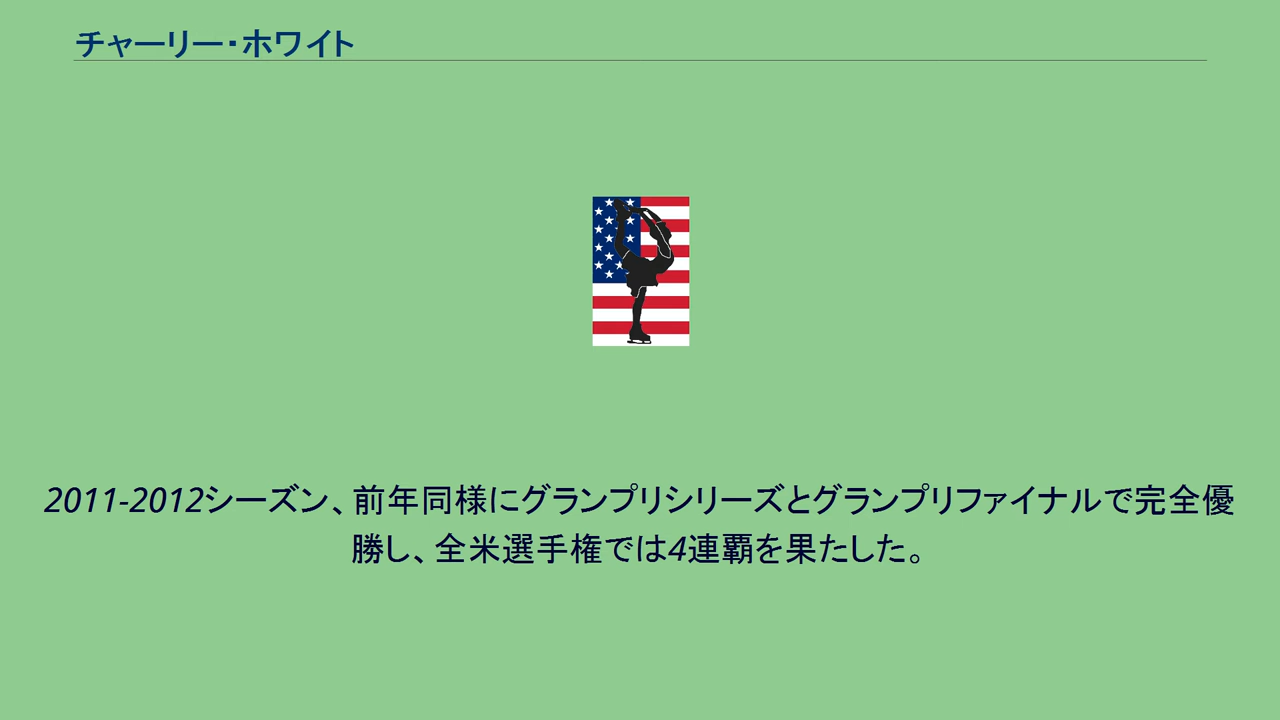 チャーリー・ホワイト
2011-2012シーズン、前年同様にグランプリシリーズとグランプリファイナルで完全優
勝し、全米選手権では4連覇を果たした。